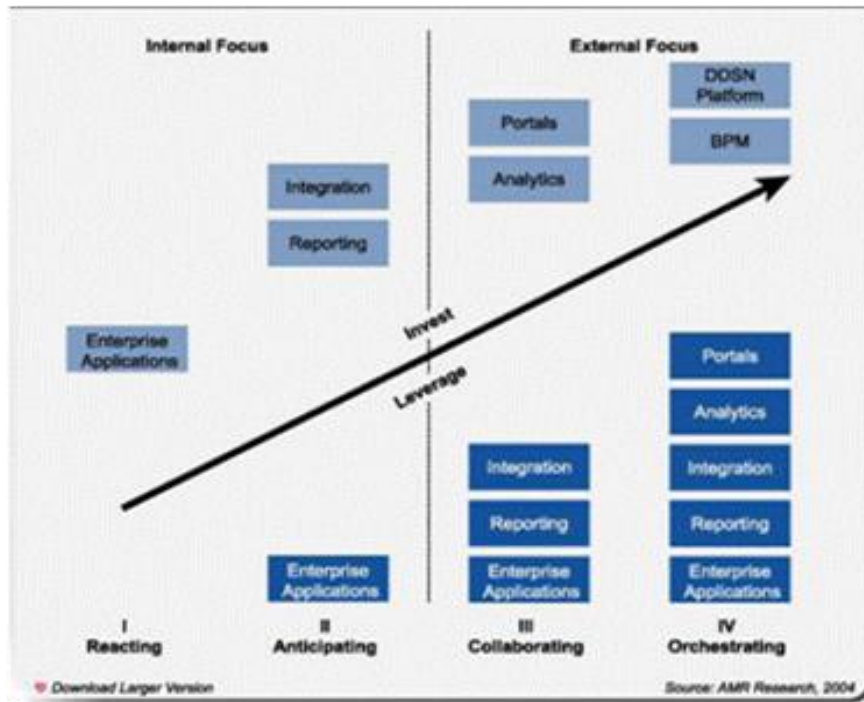 Internal Focus
External Focus
DDSN
Platform
Portals
BPM
Integration
Analytics
Reporting
Enterprise
Applications
Invest
Leverage
Portals
Analytics
Integration
Integration
Reporting
Reporting
Enterprise
Applications
Enterprise
Applications
Enterprise
Applications
I
Reacting
II
Anticipating
III
Collaborating
IV
Orchestrating
Download Larger Version
Source: AMR Research, 2004